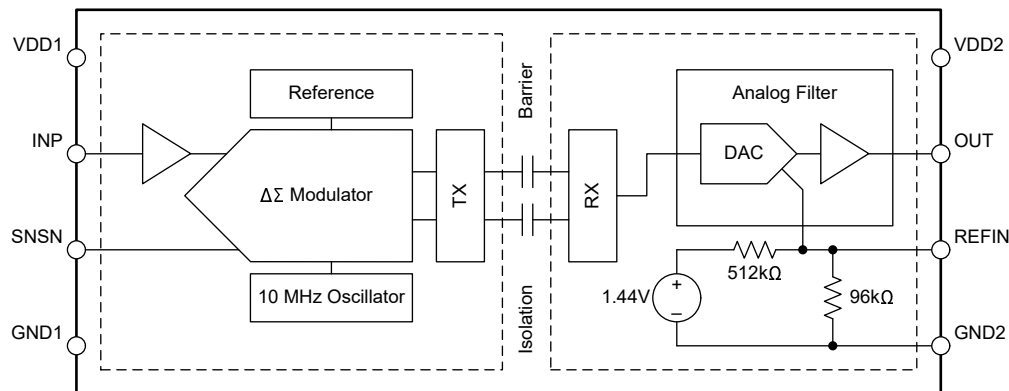 VDD1
VDD2
Barrier
Reference
Analog Filter
INP
OUT
DAC
ΔΣ Modulator
TX
RX
SNSN
REFIN
512kΩ
10 MHz Oscillator
1.44V
+
−
96kΩ
Isolation
GND1
GND2